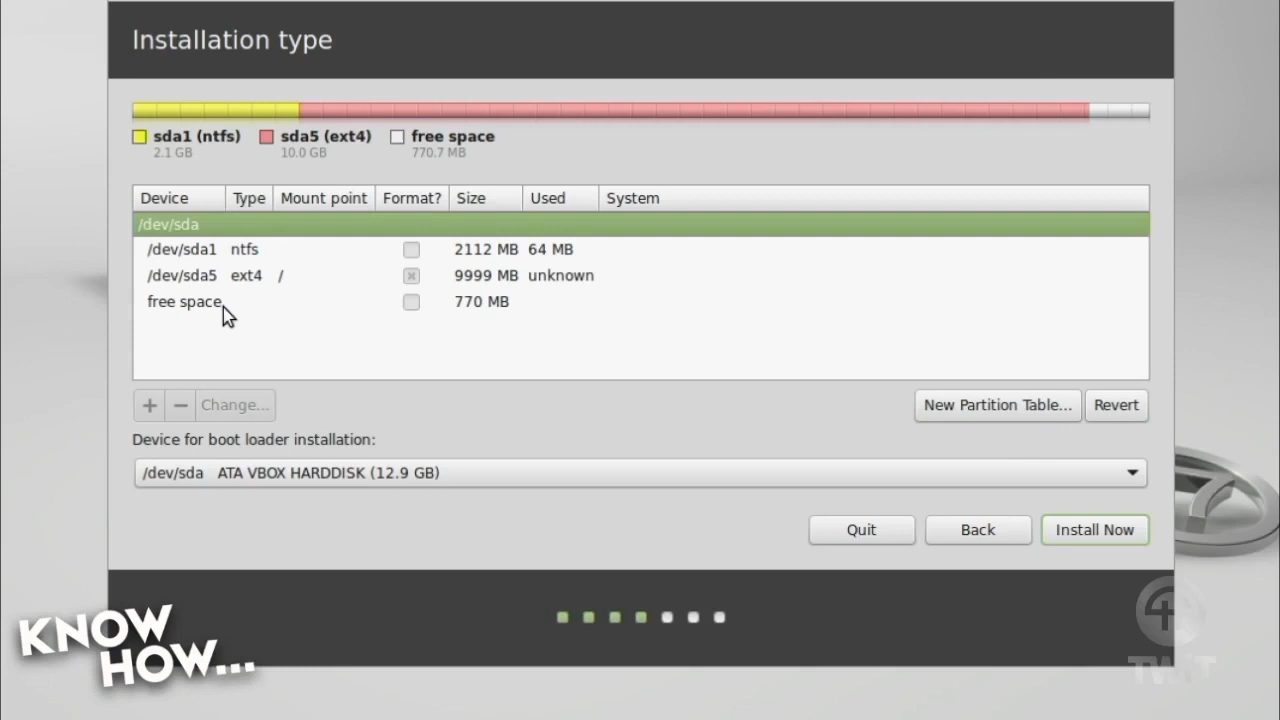 Installation type
sda1 (ntfs) sda5 (ext4) free space
2.1 GB 10.0 GB 770.7 MB
Device Type Mount point Format? Size Used System
/dev/sda
/dev/sda1 ntfs 2112 MB 64 MB
/dev/sda5 ext4 / 9999 MB unknown
free space 770 MB
+ − Change... New Partition Table... Revert
Device for boot loader installation:
/dev/sda ATA VBOX HARDDISK (12.9 GB)
Quit Back Install Now
KNOW
HOW...
TWiT